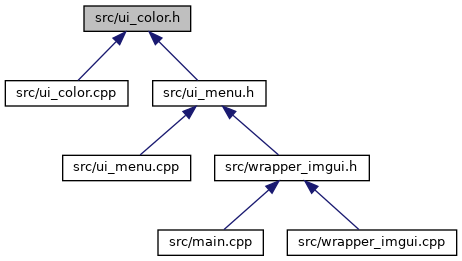 src/ui_color.h
src/ui_color.cpp
src/ui_menu.h
src/ui_menu.cpp
src/wrapper_imgui.h
src/main.cpp
src/wrapper_imgui.cpp